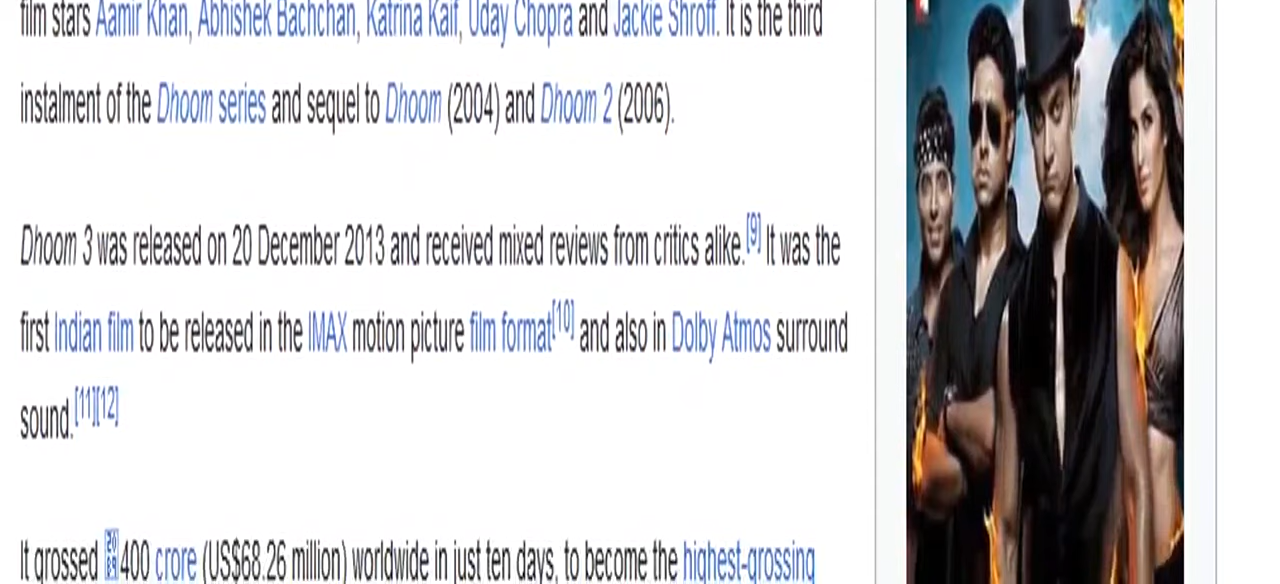 film stars Aamir Khan, Abhishek Bachchan, Katrina Kaif, Uday Chopra and Jackie Shroff. It is the third
instalment of the Dhoom series and sequel to Dhoom (2004) and Dhoom 2 (2006).
Dhoom 3 was released on 20 December 2013 and received mixed reviews from critics alike.[9] It was the
first Indian film to be released in the IMAX motion picture film format[10] and also in Dolby Atmos surround
sound.[11][12]
It grossed 400 crore (US$68.26 million) worldwide in just ten days, to become the highest-grossing